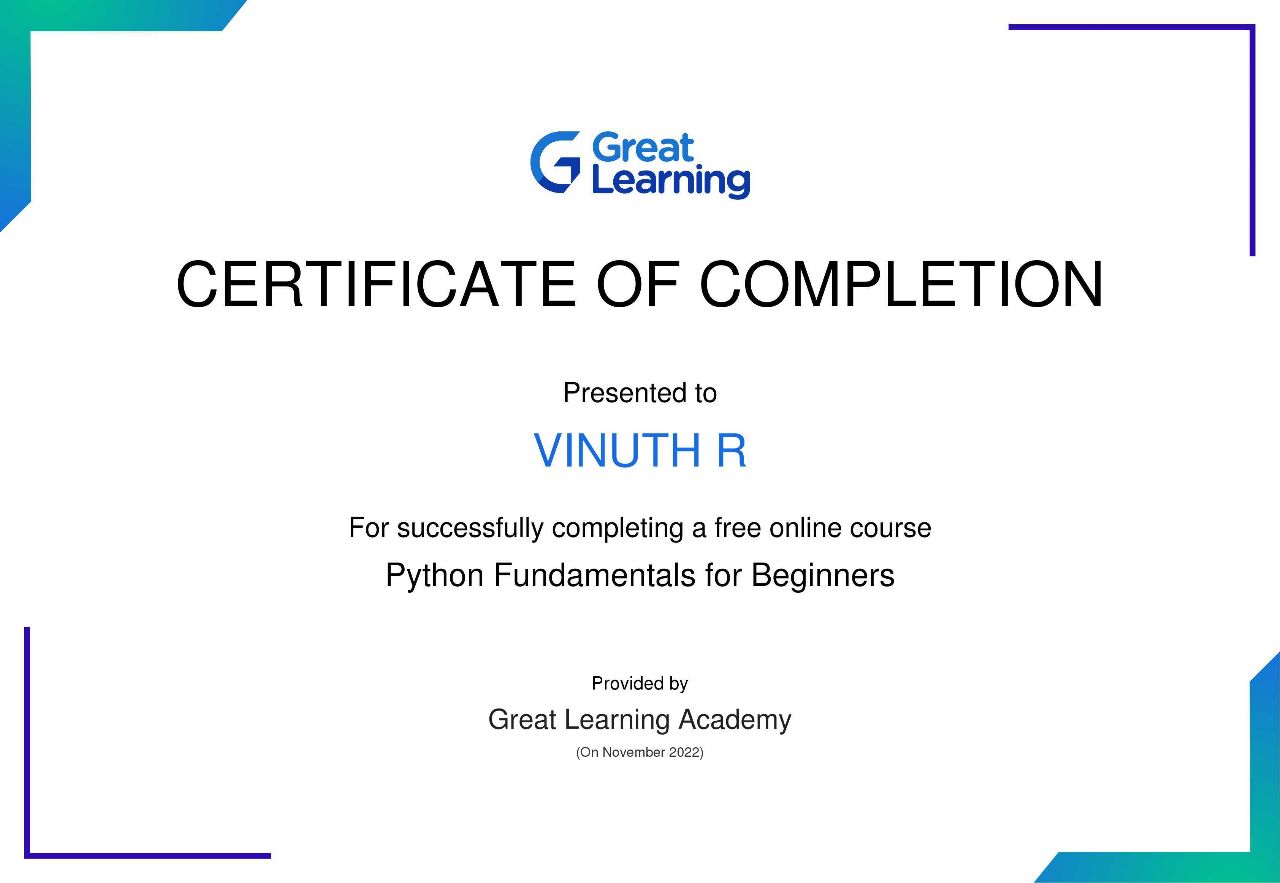 Great
Learning
CERTIFICATE OF COMPLETION
Presented to
VINUTH R
For successfully completing a free online course
Python Fundamentals for Beginners
Provided by
Great Learning Academy
(On November 2022)